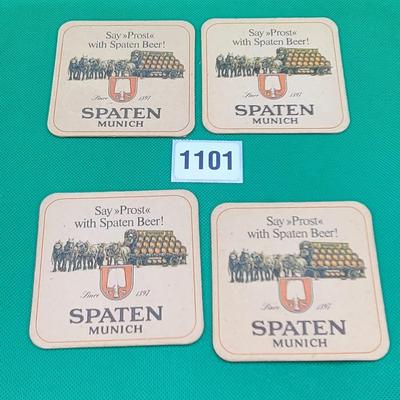 Say »Prost«
with Spaten Beer!
Since 1397
SPATEN
MUNICH
Say »Prost«
with Spaten Beer!
Since 1397
SPATEN
MUNICH
1101
Say »Prost«
with Spaten Beer!
Since 1397
SPATEN
MUNICH
Say »Prost«
with Spaten Beer!
Since 1397
SPATEN
MUNICH